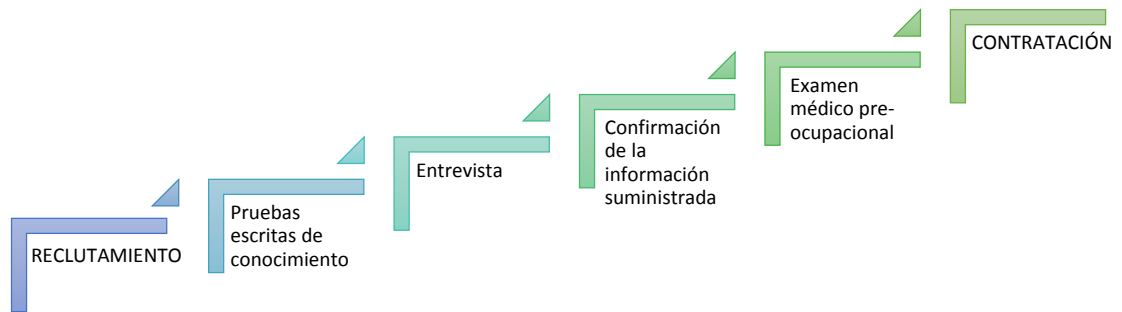 RECLUTAMIENTO
Pruebas
escritas de
conocimiento
Entrevista
Confirmación
de la
información
suministrada
Examen
médico pre-
ocupacional
CONTRATACIÓN